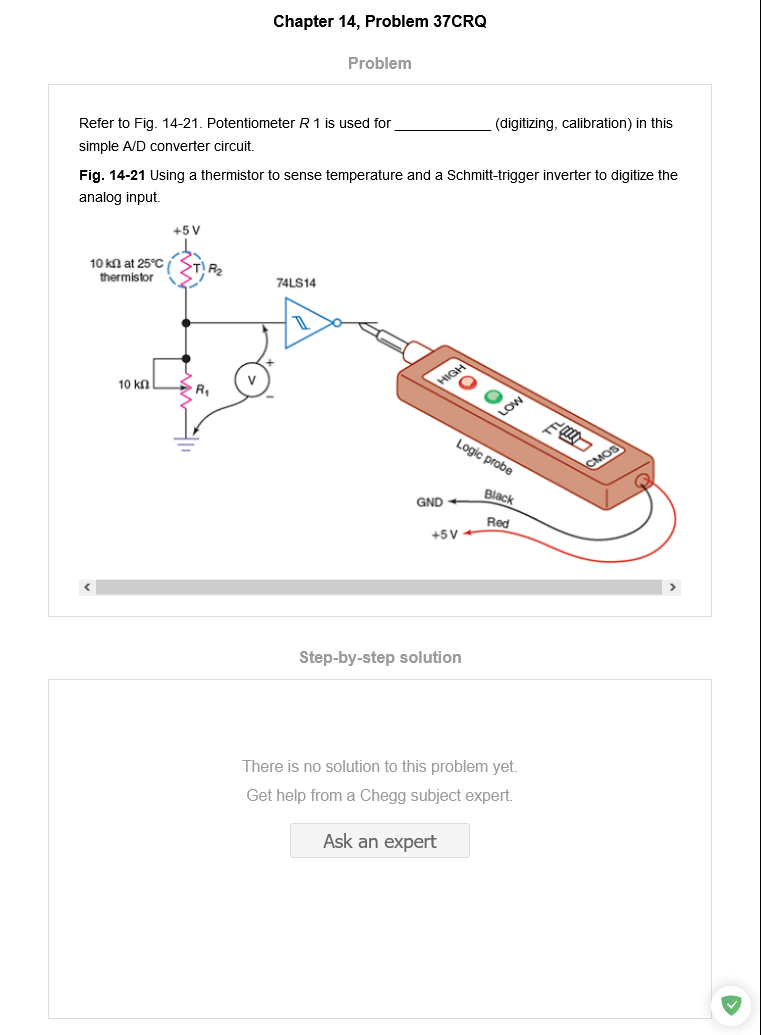 Chapter 14, Problem 37CRQ
Problem
Refer to Fig. 14-21. Potentiometer R 1 is used for ____________ (digitizing, calibration) in this
simple A/D converter circuit.
Fig. 14-21 Using a thermistor to sense temperature and a Schmitt-trigger inverter to digitize the
analog input.
+5 V
10 kΩ at 25°C
thermistor
T
R2
74LS14
10 kΩ
R1
V
+
−
HIGH
LOW
TTL
CMOS
Logic probe
GND
Black
Red
+5 V
Step-by-step solution
There is no solution to this problem yet.
Get help from a Chegg subject expert.
Ask an expert